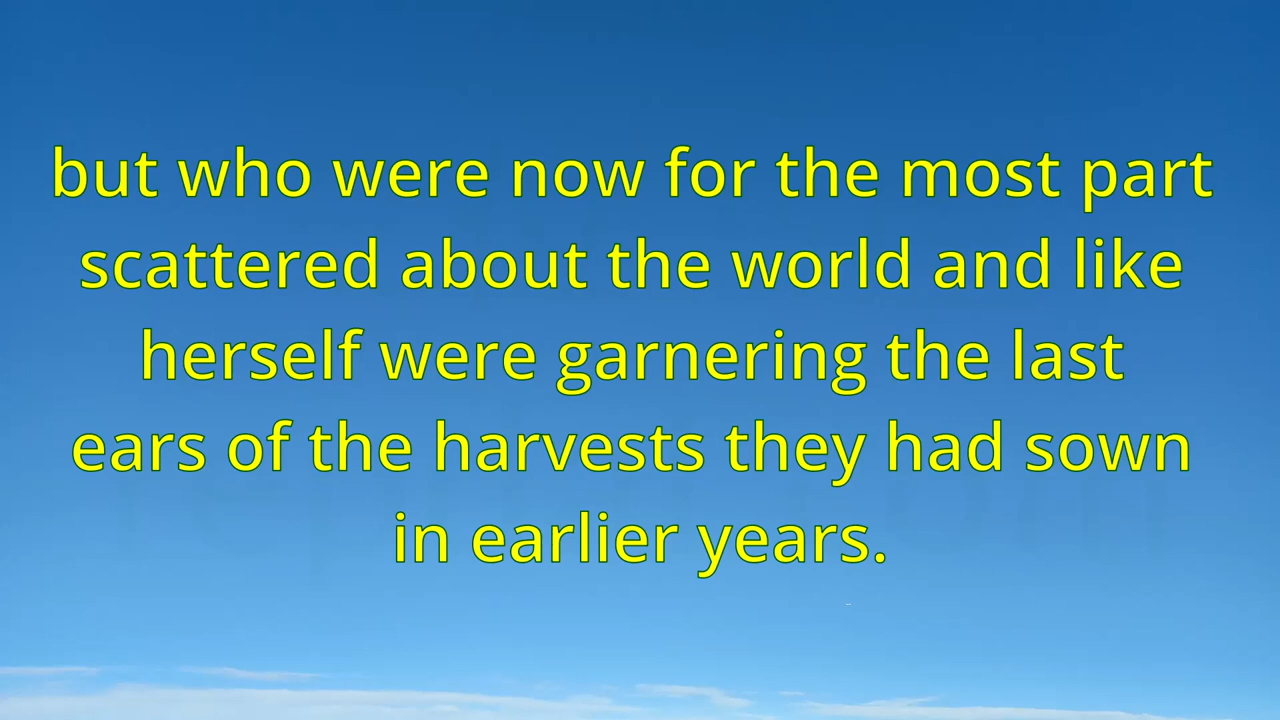 but who were now for the most part
scattered about the world and like
herself were garnering the last
ears of the harvests they had sown
in earlier years.